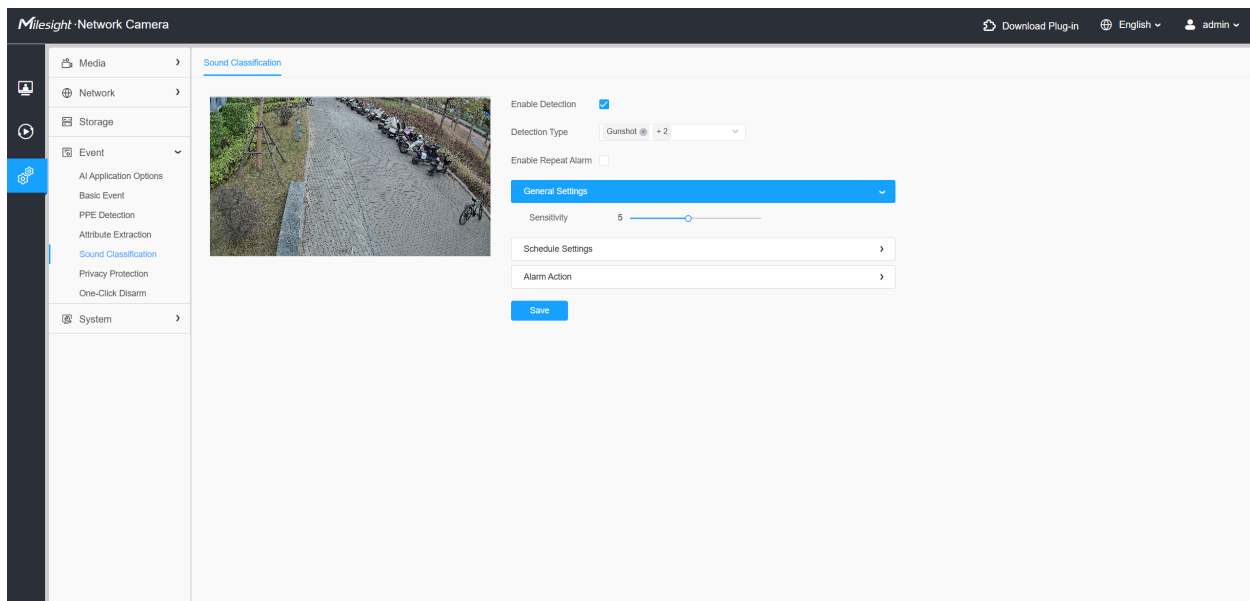 Milesight · Network Camera
Download Plug-in
English
admin
Media
Network
Storage
Event
AI Application Options
Basic Event
PPE Detection
Attribute Extraction
Sound Classification
Privacy Protection
One-Click Disarm
System
Sound Classification
Enable Detection
Detection Type Gunshot + 2
Enable Repeat Alarm
General Settings
Sensitivity 5
Schedule Settings
Alarm Action
Save